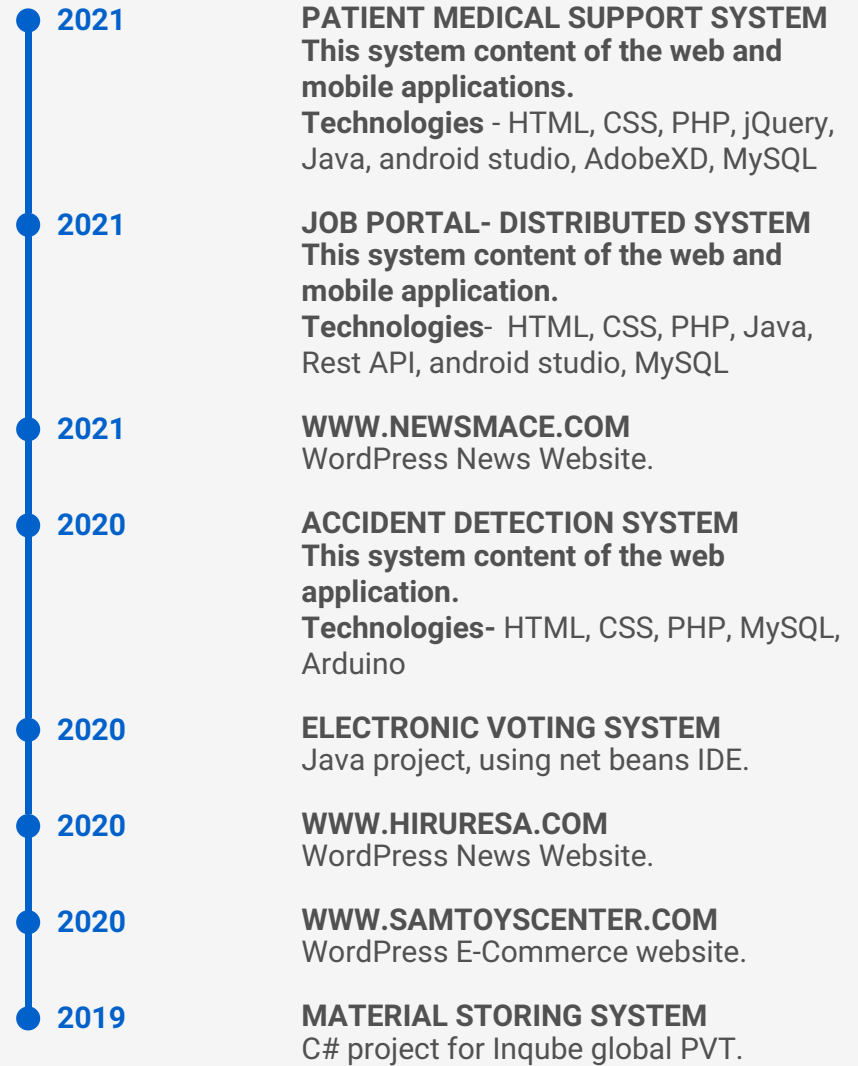 2021
PATIENT MEDICAL SUPPORT SYSTEM
This system content of the web and
mobile applications.
Technologies - HTML, CSS, PHP, jQuery,
Java, android studio, AdobeXD, MySQL
2021
JOB PORTAL- DISTRIBUTED SYSTEM
This system content of the web and
mobile application.
Technologies-  HTML, CSS, PHP, Java,
Rest API, android studio, MySQL
2021
WWW.NEWSMACE.COM
WordPress News Website.
2020
ACCIDENT DETECTION SYSTEM
This system content of the web
application.
Technologies- HTML, CSS, PHP, MySQL,
Arduino
2020
ELECTRONIC VOTING SYSTEM
Java project, using net beans IDE.
2020
WWW.HIRURESA.COM
WordPress News Website.
2020
WWW.SAMTOYSCENTER.COM
WordPress E-Commerce website.
2019
MATERIAL STORING SYSTEM
C# project for Inqube global PVT.